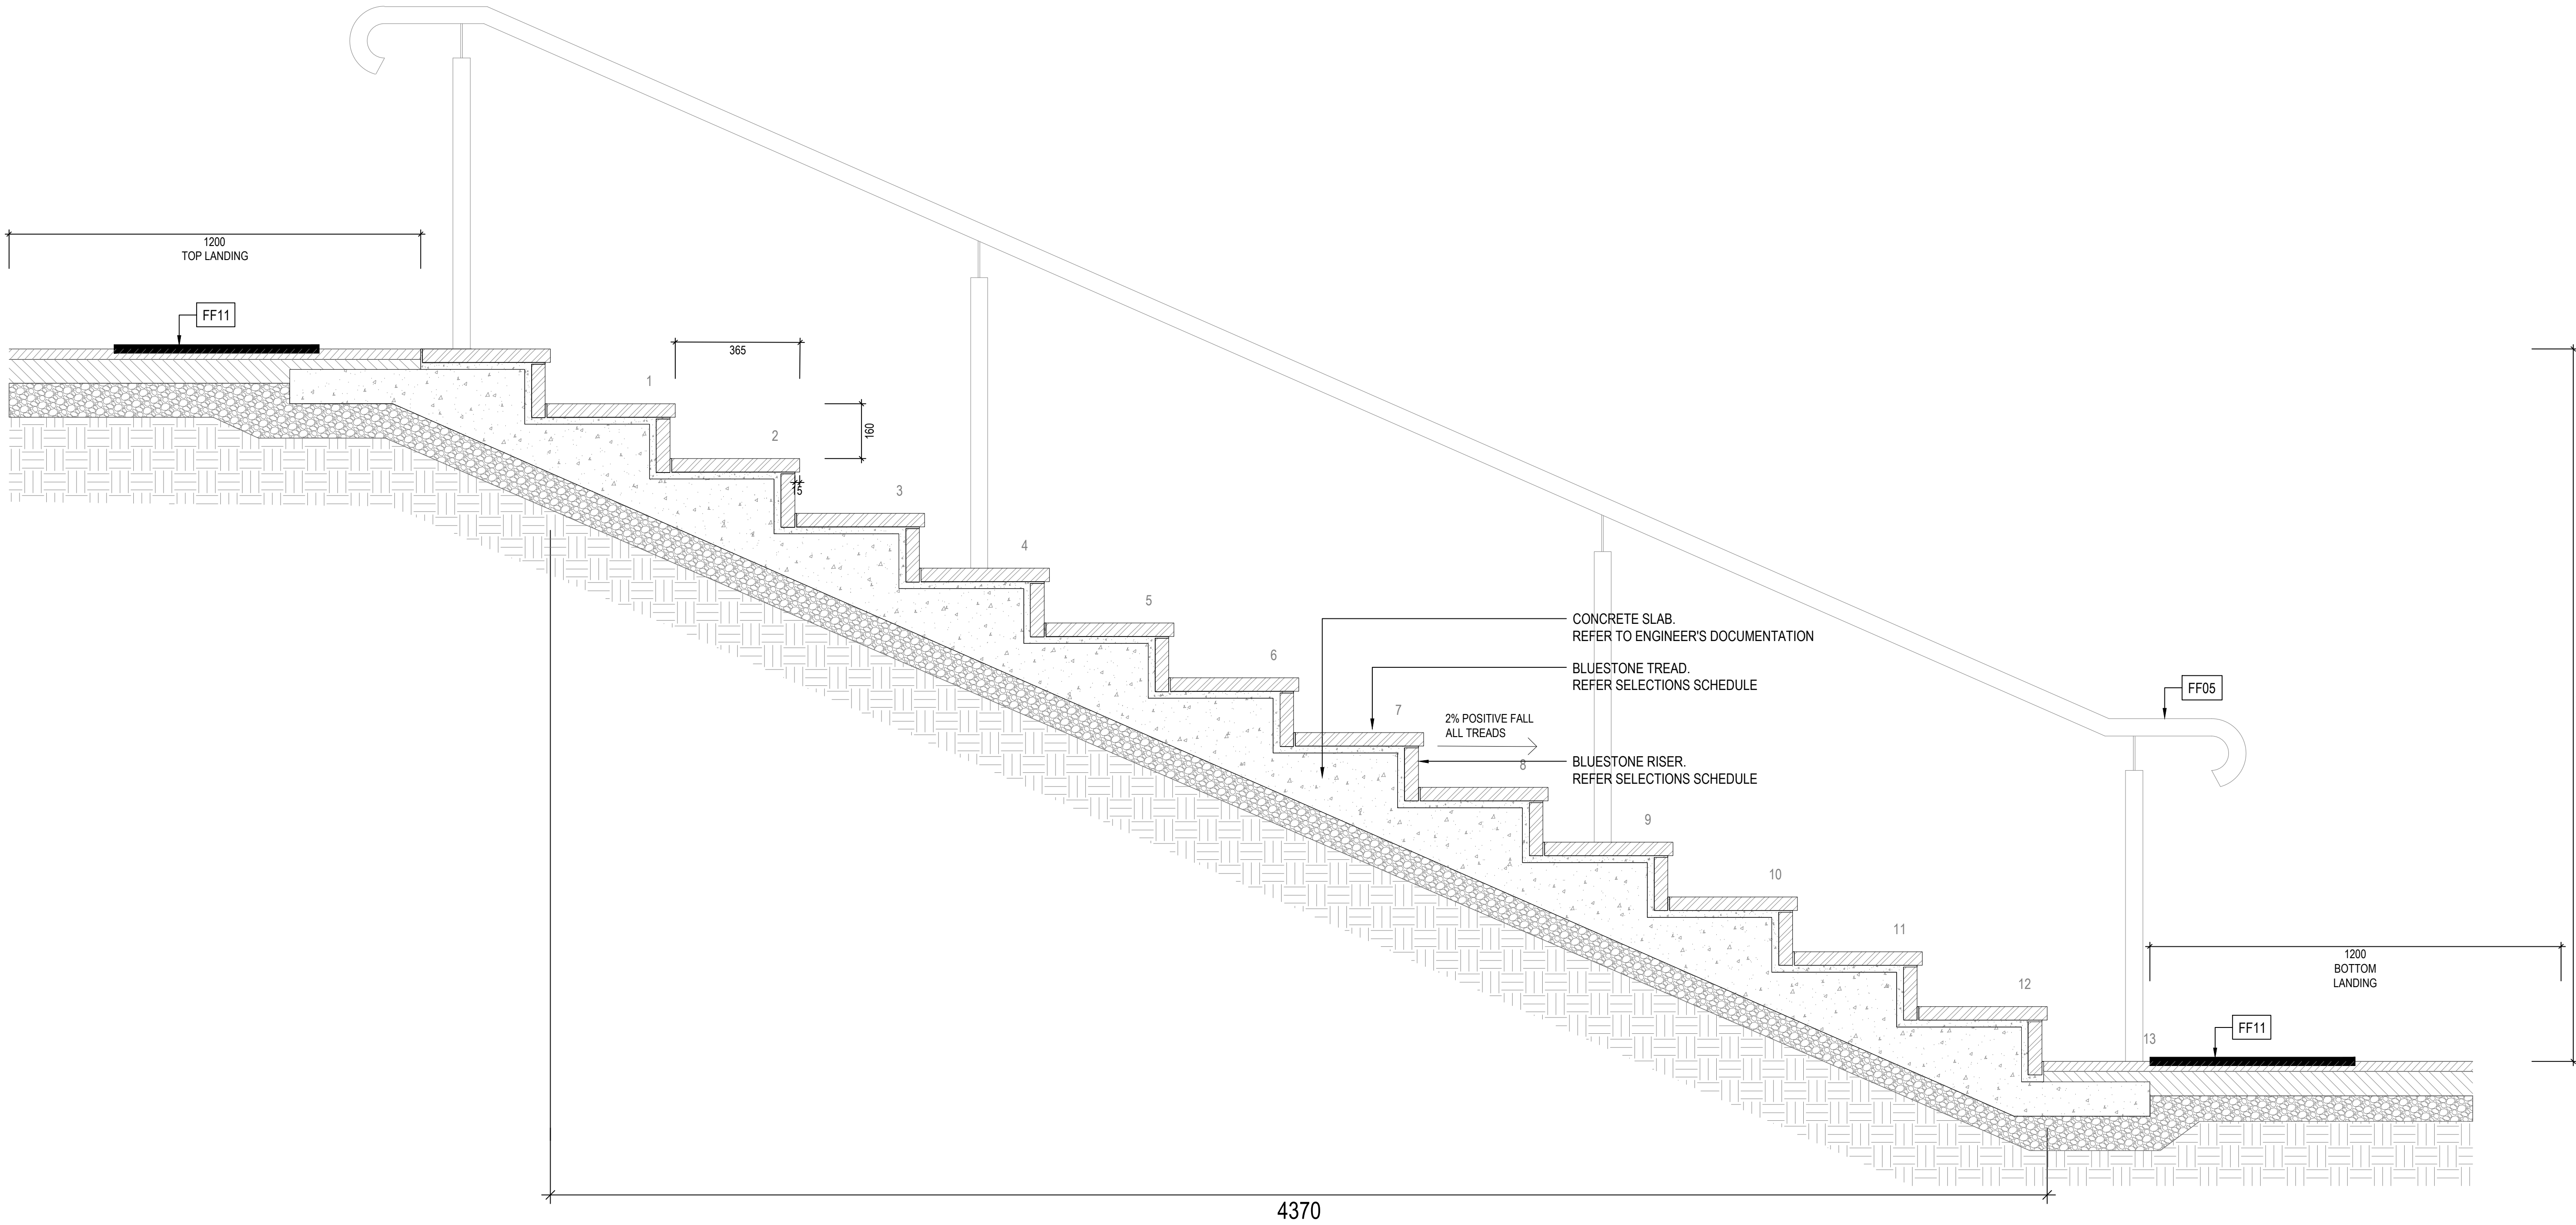 1200
TOP LANDING
FF11
365
160
15
1
2
3
4
5
6
7
8
9
10
11
12
13
CONCRETE SLAB.
REFER TO ENGINEER'S DOCUMENTATION
BLUESTONE TREAD.
REFER SELECTIONS SCHEDULE
2% POSITIVE FALL
ALL TREADS
BLUESTONE RISER.
REFER SELECTIONS SCHEDULE
FF05
1200
BOTTOM
LANDING
FF11
4370